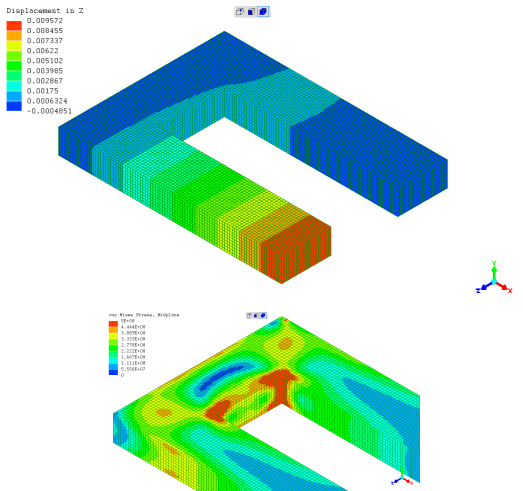 Displacement in Z
0.009572
0.008455
0.007337
0.00622
0.005102
0.003985
0.002867
0.00175
0.0006324
-0.0004851
Y
Z
X
von Mises Stress, Midplane
5E+08
4.444E+08
3.889E+08
3.333E+08
2.778E+08
2.222E+08
1.667E+08
1.111E+08
5.556E+07
0